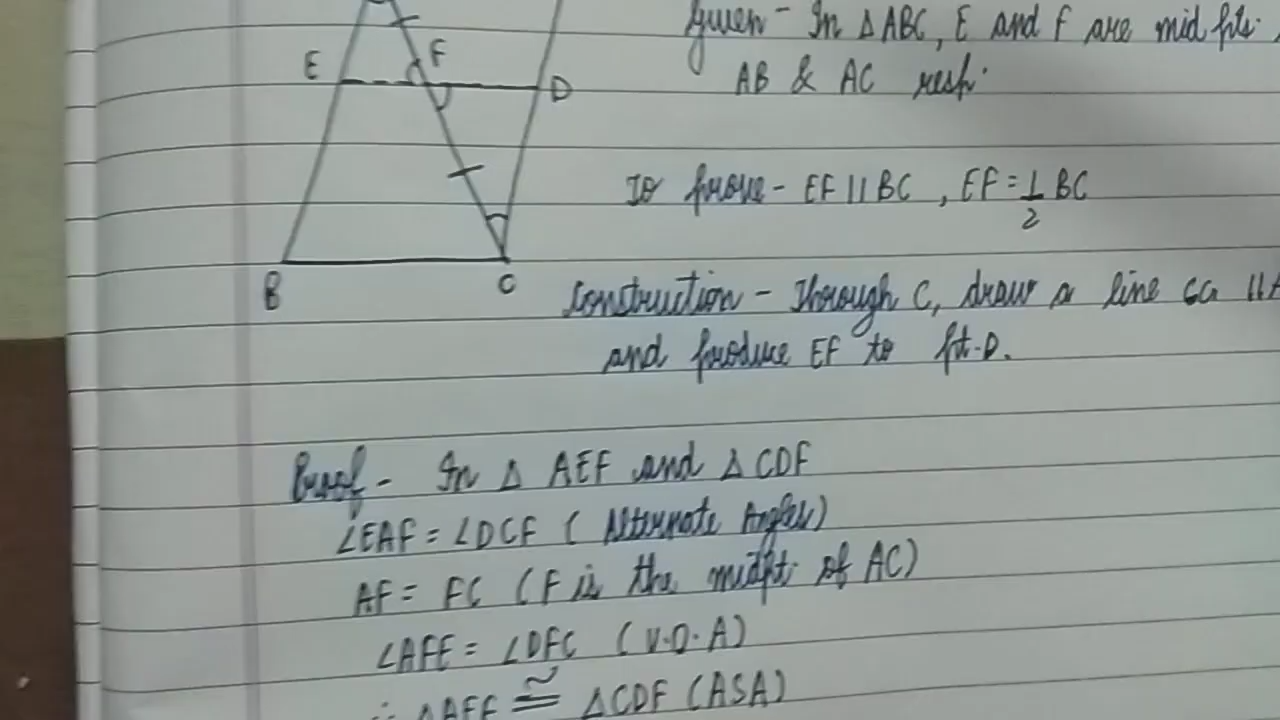 Given - In △ ABC, E and F are mid pts.
AB & AC resp.
E
F
D
To prove - EF || BC , EF = 1/2 BC
B
C
Construction - Through C, draw a line CG ||
and produce EF to pt. D.
Proof - In △ AEF and △ CDF
∠EAF = ∠DCF ( Alternate Angles)
AF = FC (F is the midpt. of AC)
∠AFE = ∠DFC (V.O.A)
∴ △AEF ≅ △CDF (ASA)